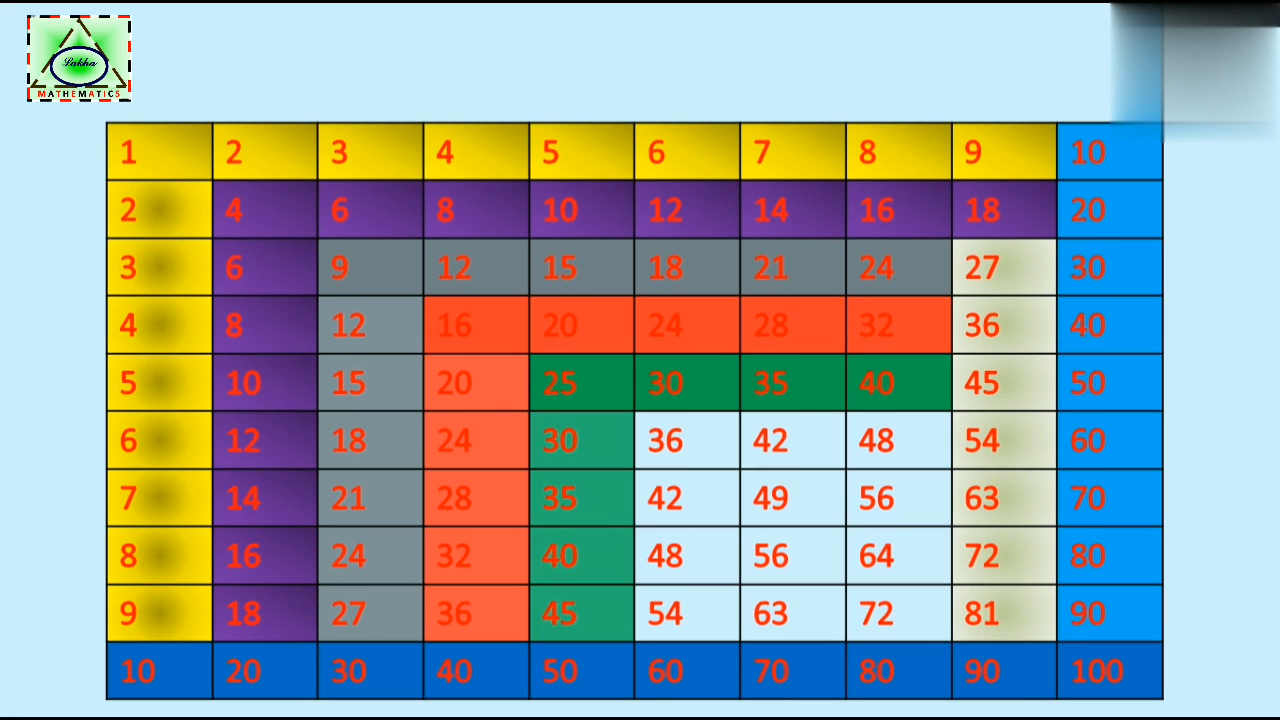 Lakha
MATHEMATICS
1 2 3 4 5 6 7 8 9 10
2 4 6 8 10 12 14 16 18 20
3 6 9 12 15 18 21 24 27 30
4 8 12 16 20 24 28 32 36 40
5 10 15 20 25 30 35 40 45 50
6 12 18 24 30 36 42 48 54 60
7 14 21 28 35 42 49 56 63 70
8 16 24 32 40 48 56 64 72 80
9 18 27 36 45 54 63 72 81 90
10 20 30 40 50 60 70 80 90 100